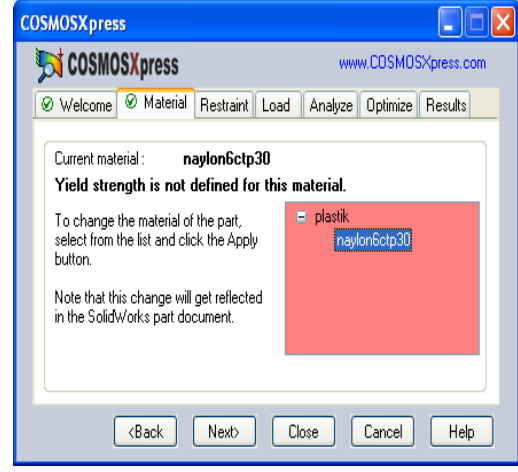 COSMOSXpress
COSMOSXpress
www.COSMOSXpress.com
Welcome Material Restraint Load Analyze Optimize Results
Current material : naylon6ctp30
Yield strength is not defined for this material.
To change the material of the part,
select from the list and click the Apply
button.
Note that this change will get reflected
in the SolidWorks part document.
plastik
naylon6ctp30
<Back Next> Close Cancel Help